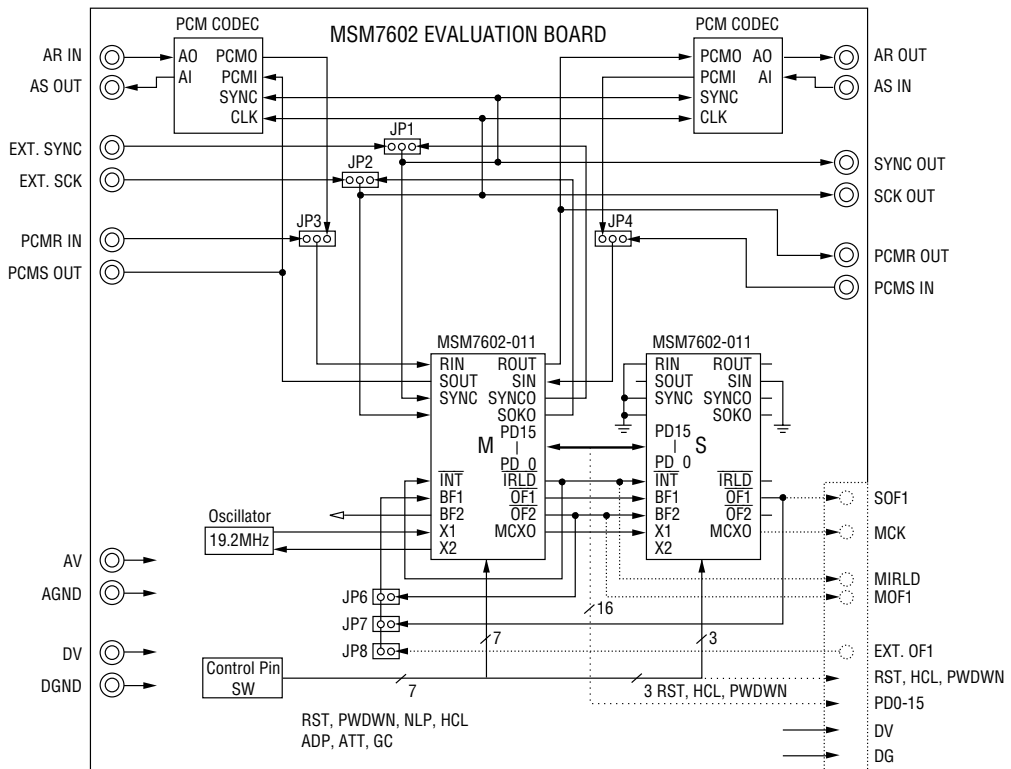 MSM7602 EVALUATION BOARD
PCM CODEC
AO PCMO
AI PCMI
SYNC
CLK
PCM CODEC
PCMO AO
PCMI AI
SYNC
CLK
AR IN
AS OUT
EXT. SYNC
EXT. SCK
PCMR IN
PCMS OUT
AR OUT
AS IN
SYNC OUT
SCK OUT
PCMR OUT
PCMS IN
JP1
JP2
JP3
JP4
MSM7602-011
RIN ROUT
SOUT SIN
SYNC SYNCO
SOKO
PD15
M
PD 0
INT IRLD
BF1 OF1
BF2 OF2
X1 MCXO
X2
MSM7602-011
RIN ROUT
SOUT SIN
SYNC SYNCO
SOKO
PD15
S
PD 0
INT IRLD
BF1 OF1
BF2 OF2
X1 MCXO
X2
Oscillator
19.2MHz
AV
AGND
DV
DGND
JP6
JP7
JP8
16
7
3
Control Pin
SW
7
3 RST, HCL, PWDWN
RST, PWDWN, NLP, HCL
ADP, ATT, GC
SOF1
MCK
MIRLD
MOF1
EXT. OF1
RST, HCL, PWDWN
PD0-15
DV
DG